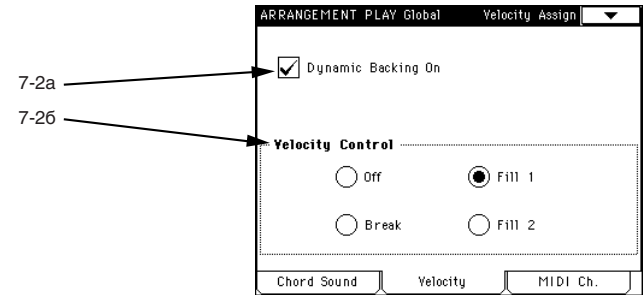 ARRANGEMENT PLAY Global Velocity Assign
7-2а Dynamic Backing On
7-2б Velocity Control
Off Fill 1
Break Fill 2
Chord Sound Velocity MIDI Ch.